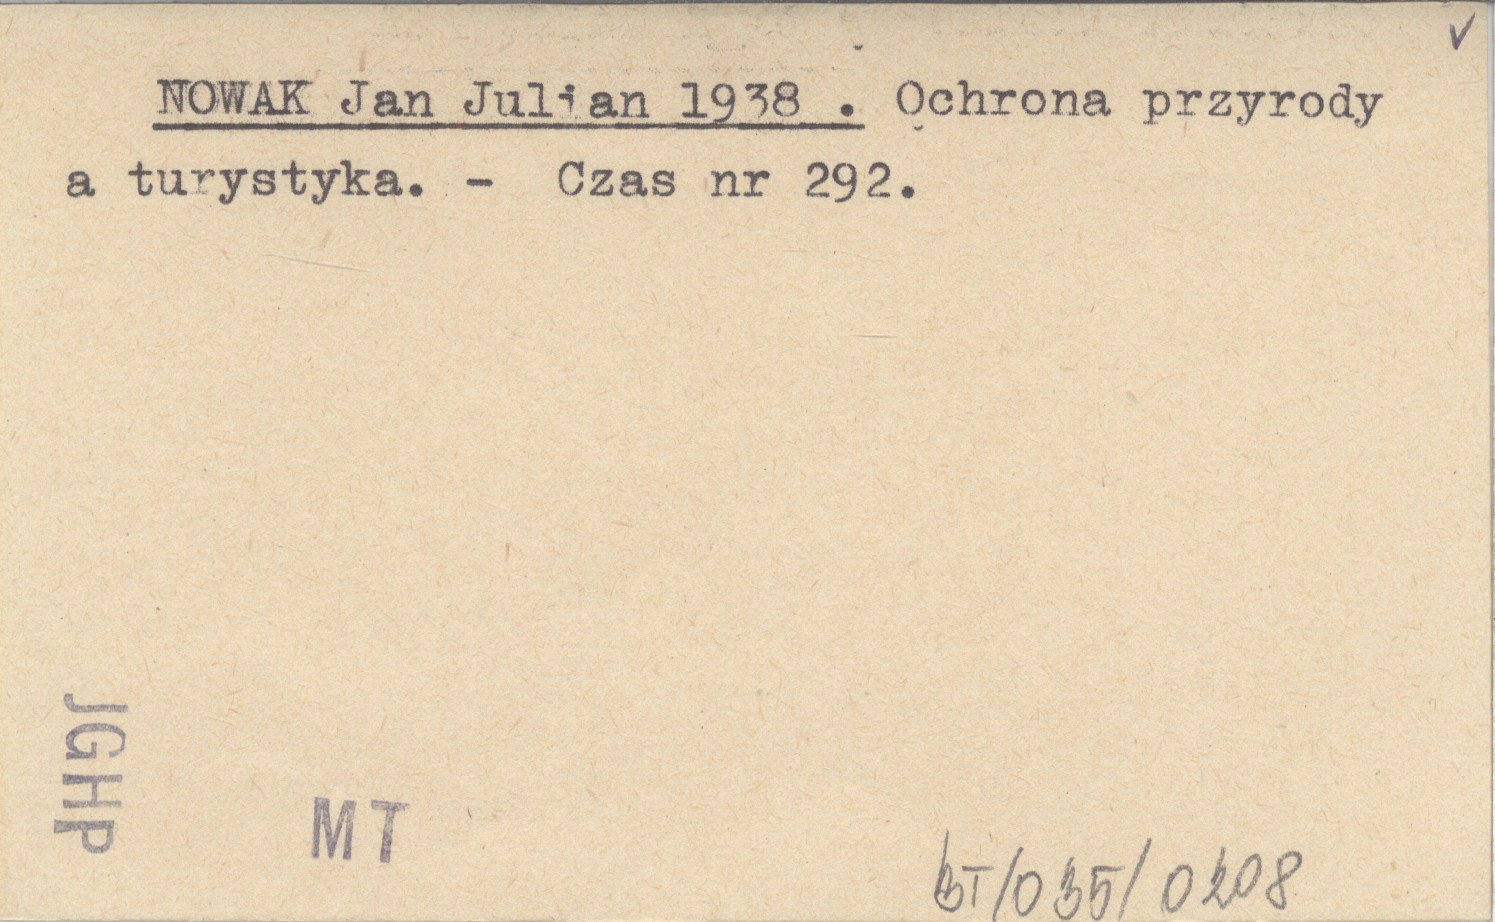 NOWAK Jan Julian 1938 . Ochrona przyrody
a turystyka. - Czas nr 292.
JGHP
MT
BT/035/0208